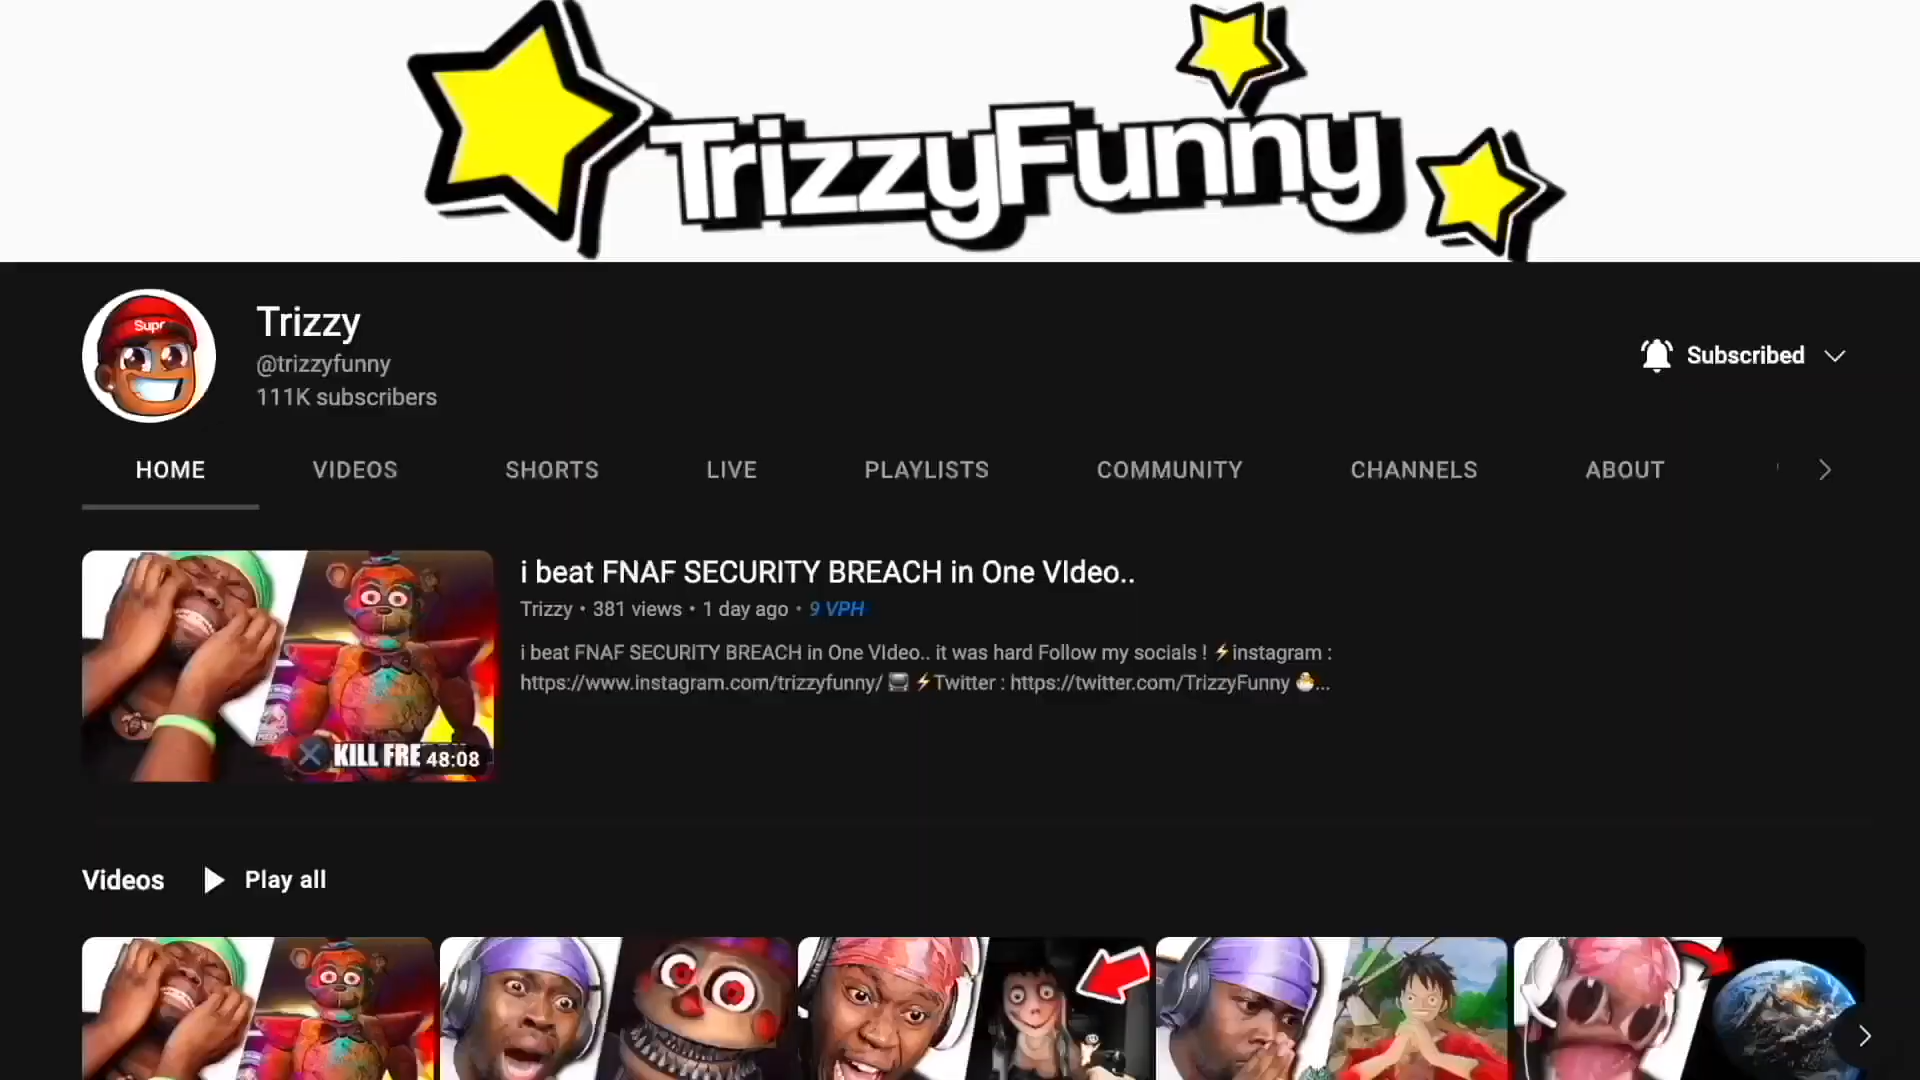 TrizzyFunny
Supr
Trizzy
@trizzyfunny
111K subscribers
Subscribed
HOME
VIDEOS
SHORTS
LIVE
PLAYLISTS
COMMUNITY
CHANNELS
ABOUT
i beat FNAF SECURITY BREACH in One VIdeo..
Trizzy • 381 views • 1 day ago • 9 VPH
i beat FNAF SECURITY BREACH in One VIdeo.. it was hard Follow my socials ! ⚡instagram :
https://www.instagram.com/trizzyfunny/ ⚡Twitter : https://twitter.com/TrizzyFunny ...
KILL FRE
48:08
Videos
Play all